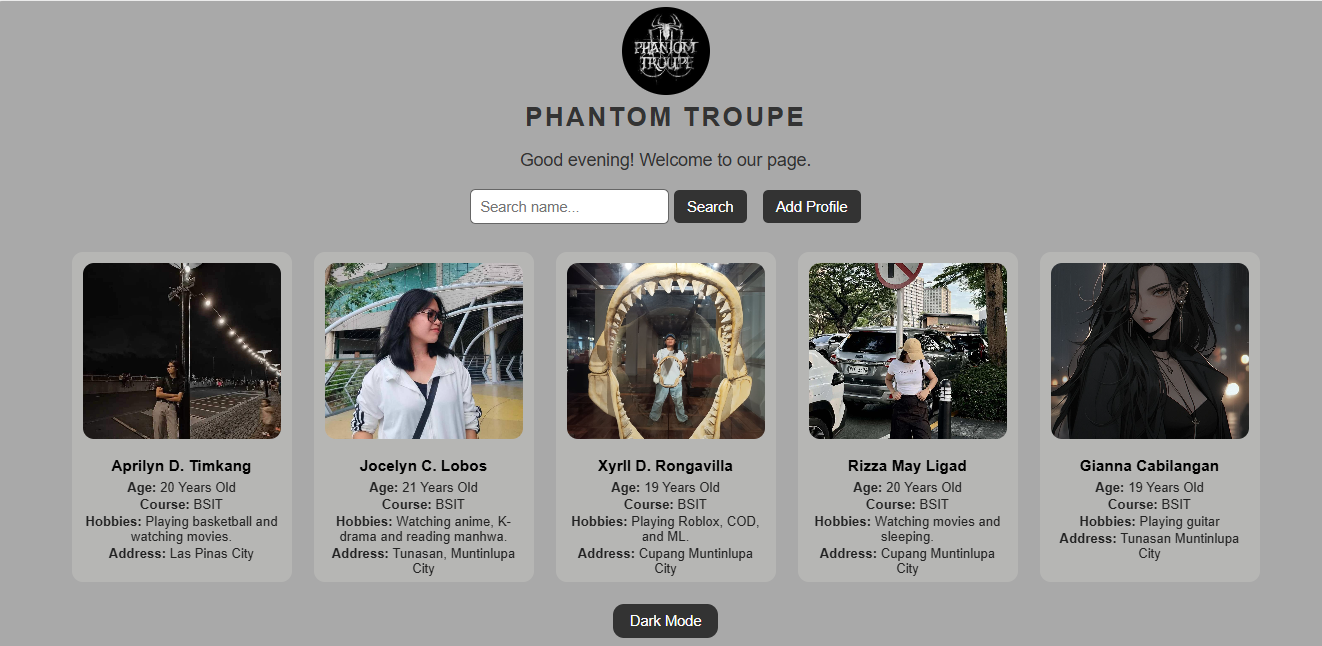 PHANTOM
TROUPE
PHANTOM TROUPE
Good evening! Welcome to our page.
Search name...
Search
Add Profile
Aprilyn D. Timkang
Age: 20 Years Old
Course: BSIT
Hobbies: Playing basketball and
watching movies.
Address: Las Pinas City
Jocelyn C. Lobos
Age: 21 Years Old
Course: BSIT
Hobbies: Watching anime, K-
drama and reading manhwa.
Address: Tunasan, Muntinlupa
City
Xyrll D. Rongavilla
Age: 19 Years Old
Course: BSIT
Hobbies: Playing Roblox, COD,
and ML.
Address: Cupang Muntinlupa
City
Rizza May Ligad
Age: 20 Years Old
Course: BSIT
Hobbies: Watching movies and
sleeping.
Address: Cupang Muntinlupa
City
Gianna Cabilangan
Age: 19 Years Old
Course: BSIT
Hobbies: Playing guitar
Address: Tunasan Muntinlupa
City
Dark Mode